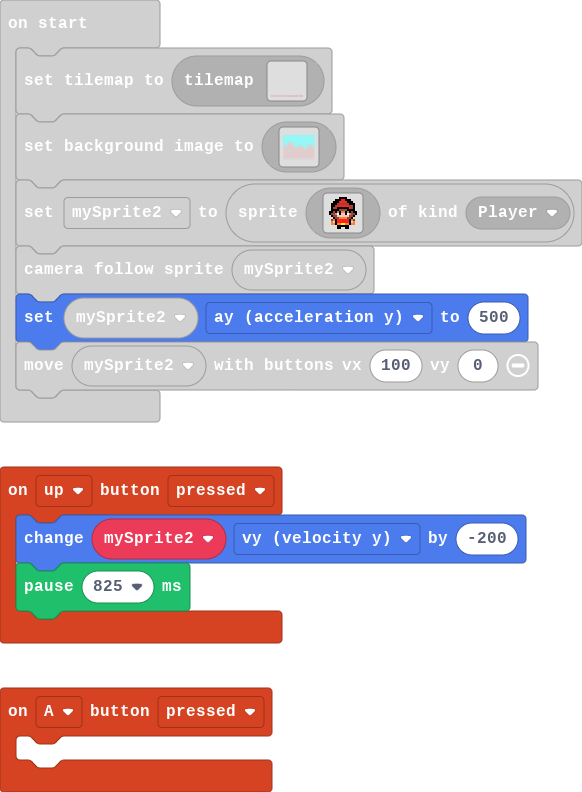 on start
set tilemap to tilemap
set background image to
set mySprite2 to sprite of kind Player
camera follow sprite mySprite2
set mySprite2 ay (acceleration y) to 500
move mySprite2 with buttons vx 100 vy 0
on up button pressed
change mySprite2 vy (velocity y) by -200
pause 825 ms
on A button pressed